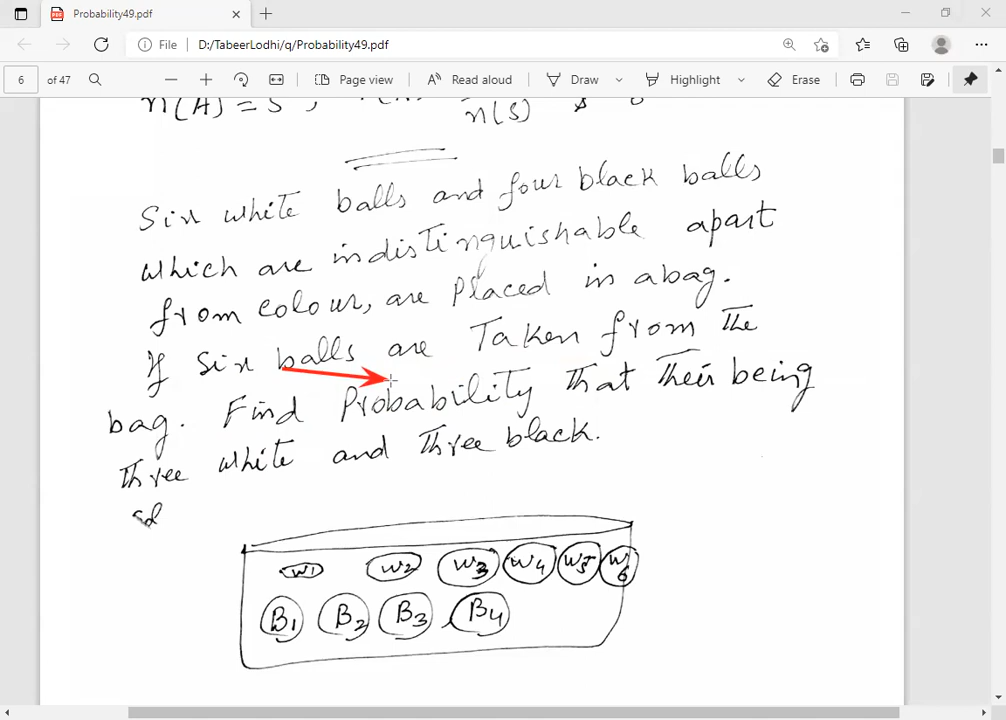 Probability49.pdf
File D:/TabeerLodhi/q/Probability49.pdf
6 of 47 Page view Read aloud Draw Highlight Erase
n(A) = 5 ,
n(S)
Six white balls and four black balls
which are indistinguishable apart
from colour, are Placed in a bag.
If Six balls are Taken from the
bag. Find Probability that their being
three white and three black.
sol
W1 W2 W3 W4 W5 W6
B1 B2 B3 B4